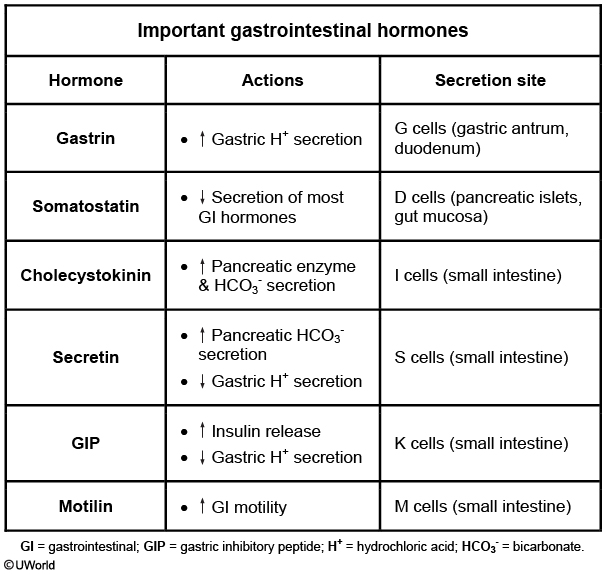 Important gastrointestinal hormones
Hormone Actions Secretion site
Gastrin
• ↑ Gastric H⁺ secretion
G cells (gastric antrum,
duodenum)
Somatostatin
• ↓ Secretion of most
GI hormones
D cells (pancreatic islets,
gut mucosa)
Cholecystokinin
• ↑ Pancreatic enzyme
& HCO₃⁻ secretion
I cells (small intestine)
Secretin
• ↑ Pancreatic HCO₃⁻
secretion
• ↓ Gastric H⁺ secretion
S cells (small intestine)
GIP
• ↑ Insulin release
• ↓ Gastric H⁺ secretion
K cells (small intestine)
Motilin
• ↑ GI motility
M cells (small intestine)
GI = gastrointestinal; GIP = gastric inhibitory peptide; H⁺ = hydrochloric acid; HCO₃⁻ = bicarbonate.
©UWorld